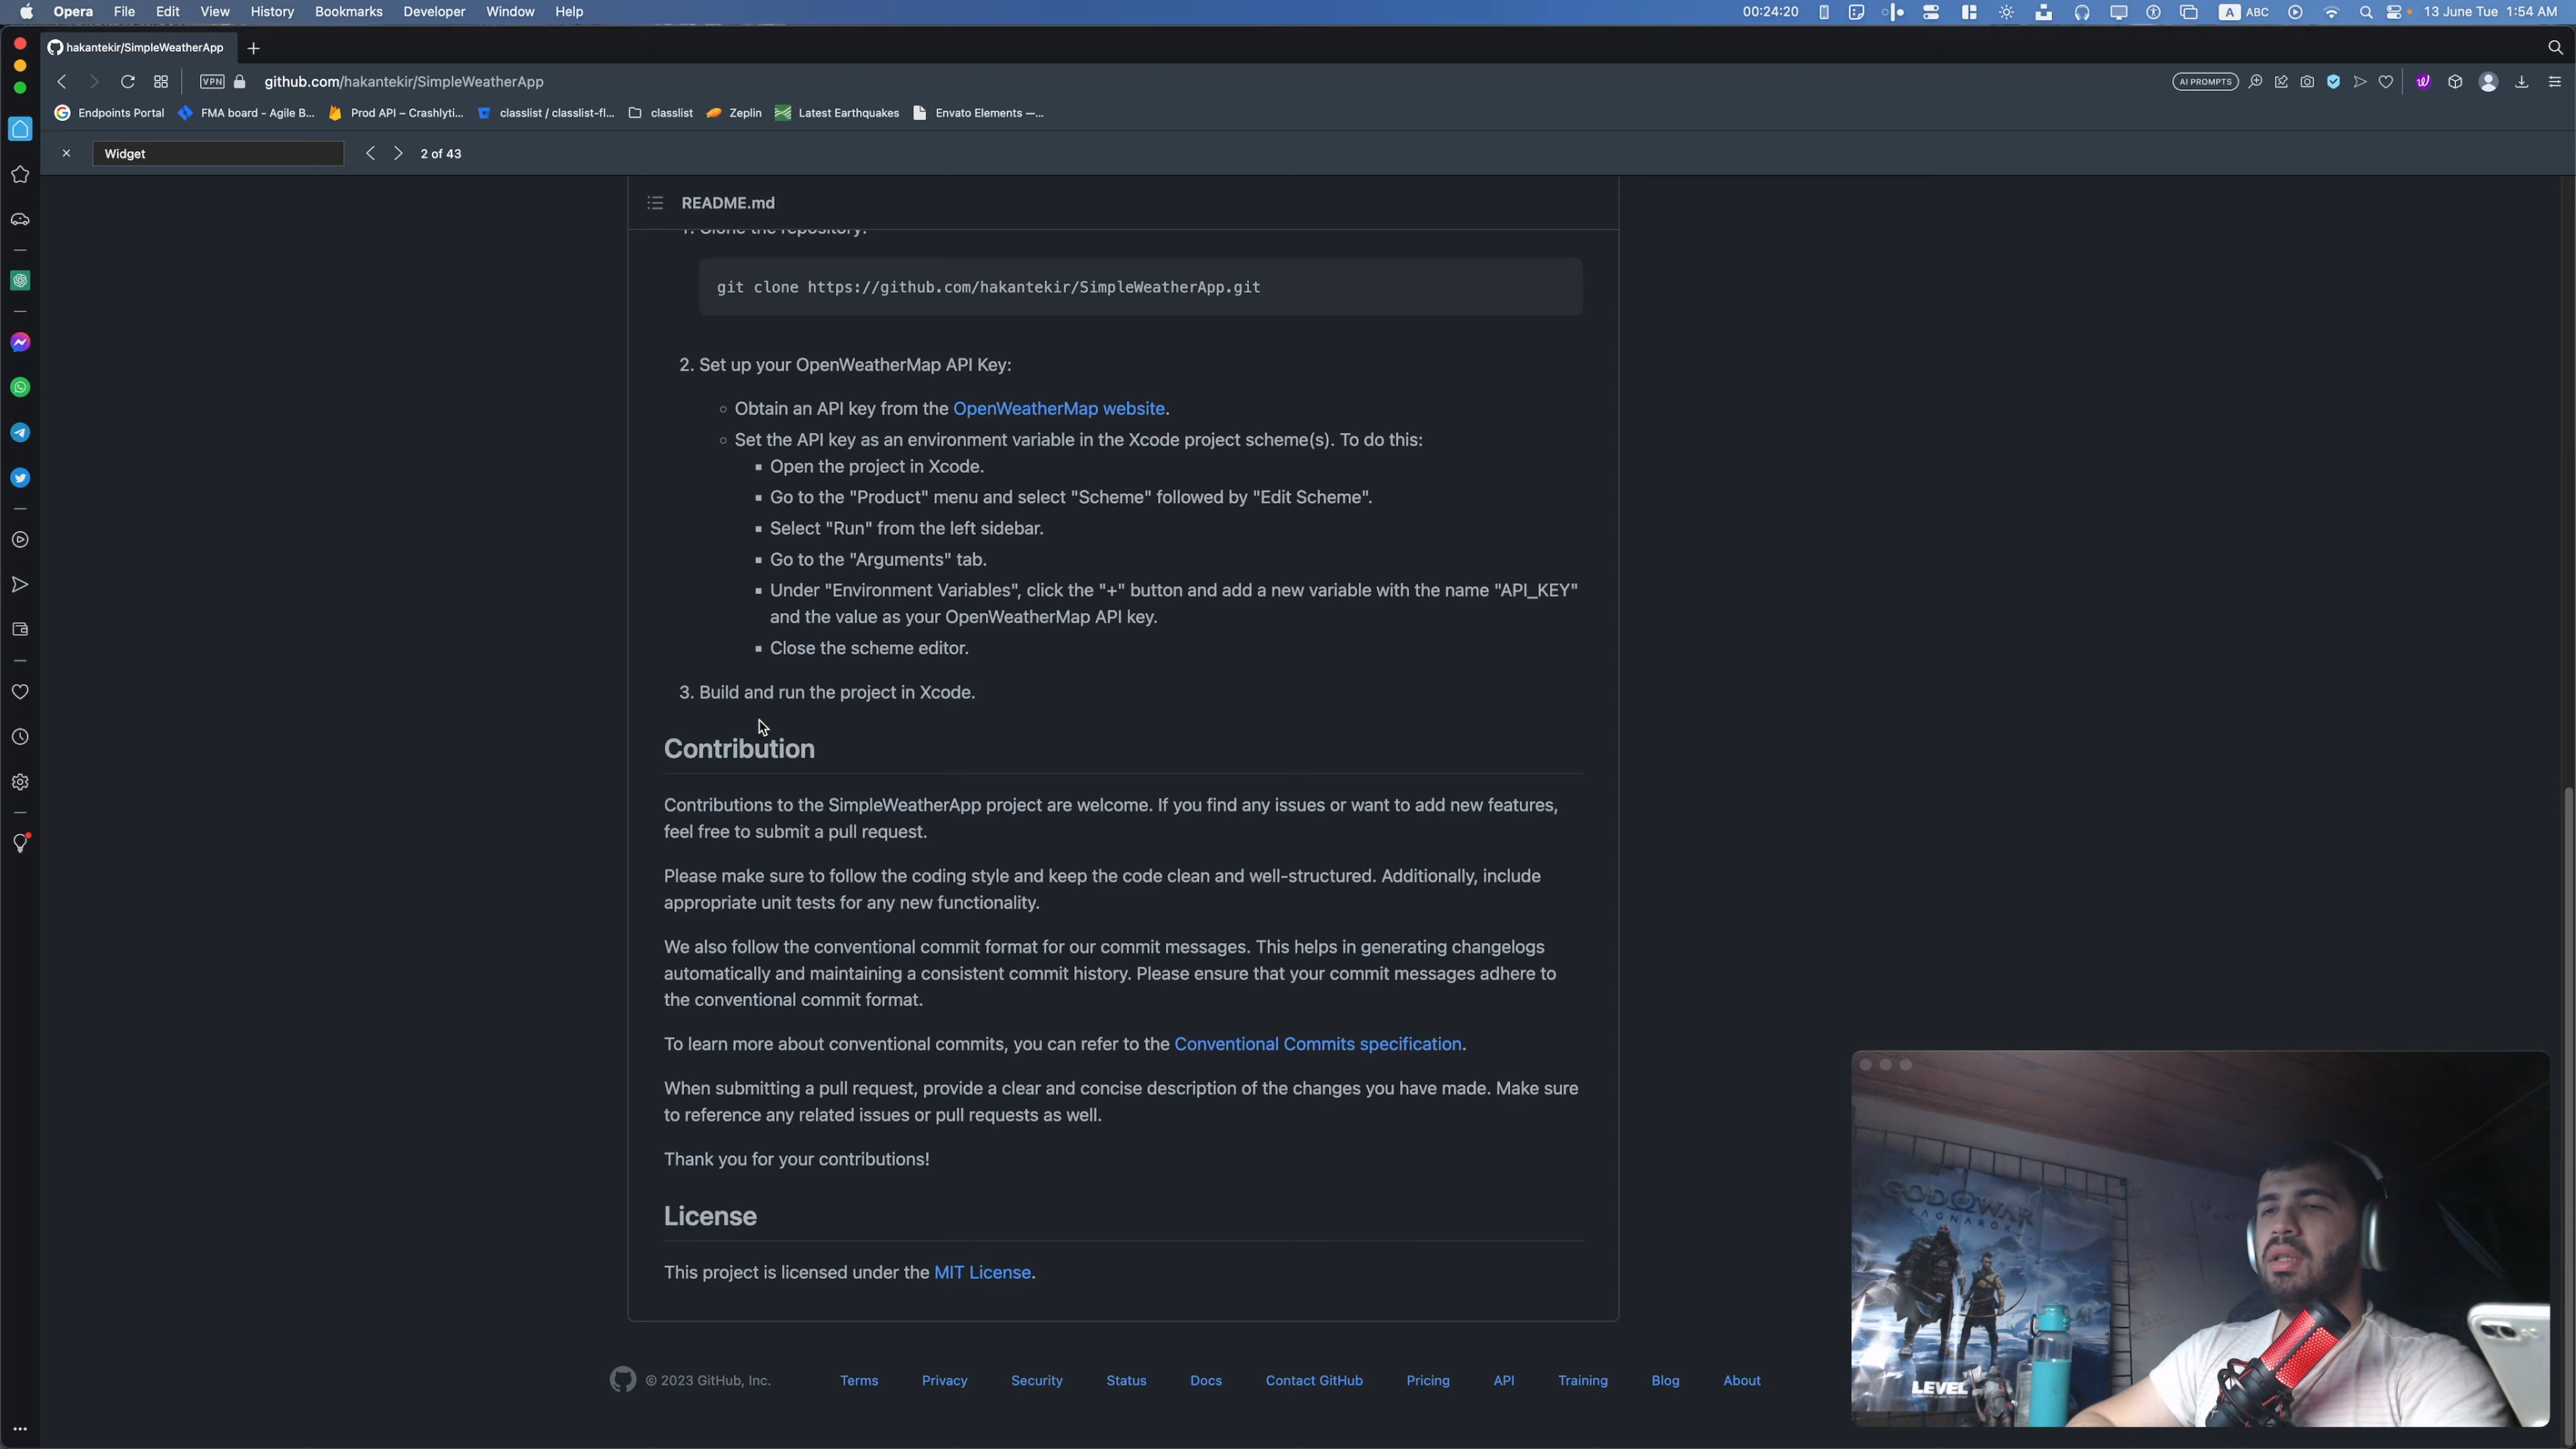 Opera File Edit View History Bookmarks Developer Window Help 00:24:20 A ABC 13 June Tue 1:54 AM
hakantekir/SimpleWeatherApp
VPN github.com/hakantekir/SimpleWeatherApp AI PROMPTS
Endpoints Portal FMA board - Agile B... Prod API – Crashlyti... classlist / classlist-fl... classlist Zeplin Latest Earthquakes Envato Elements —...
Widget 2 of 43
README.md
1. Clone the repository:
git clone https://github.com/hakantekir/SimpleWeatherApp.git
2. Set up your OpenWeatherMap API Key:
Obtain an API key from the OpenWeatherMap website.
Set the API key as an environment variable in the Xcode project scheme(s). To do this:
Open the project in Xcode.
Go to the "Product" menu and select "Scheme" followed by "Edit Scheme".
Select "Run" from the left sidebar.
Go to the "Arguments" tab.
Under "Environment Variables", click the "+" button and add a new variable with the name "API_KEY"
and the value as your OpenWeatherMap API key.
Close the scheme editor.
3. Build and run the project in Xcode.
Contribution
Contributions to the SimpleWeatherApp project are welcome. If you find any issues or want to add new features,
feel free to submit a pull request.
Please make sure to follow the coding style and keep the code clean and well-structured. Additionally, include
appropriate unit tests for any new functionality.
We also follow the conventional commit format for our commit messages. This helps in generating changelogs
automatically and maintaining a consistent commit history. Please ensure that your commit messages adhere to
the conventional commit format.
To learn more about conventional commits, you can refer to the Conventional Commits specification.
When submitting a pull request, provide a clear and concise description of the changes you have made. Make sure
to reference any related issues or pull requests as well.
Thank you for your contributions!
License
This project is licensed under the MIT License.
© 2023 GitHub, Inc. Terms Privacy Security Status Docs Contact GitHub Pricing API Training Blog About
GOD OF WAR
RAGNARÖK
LEVEL